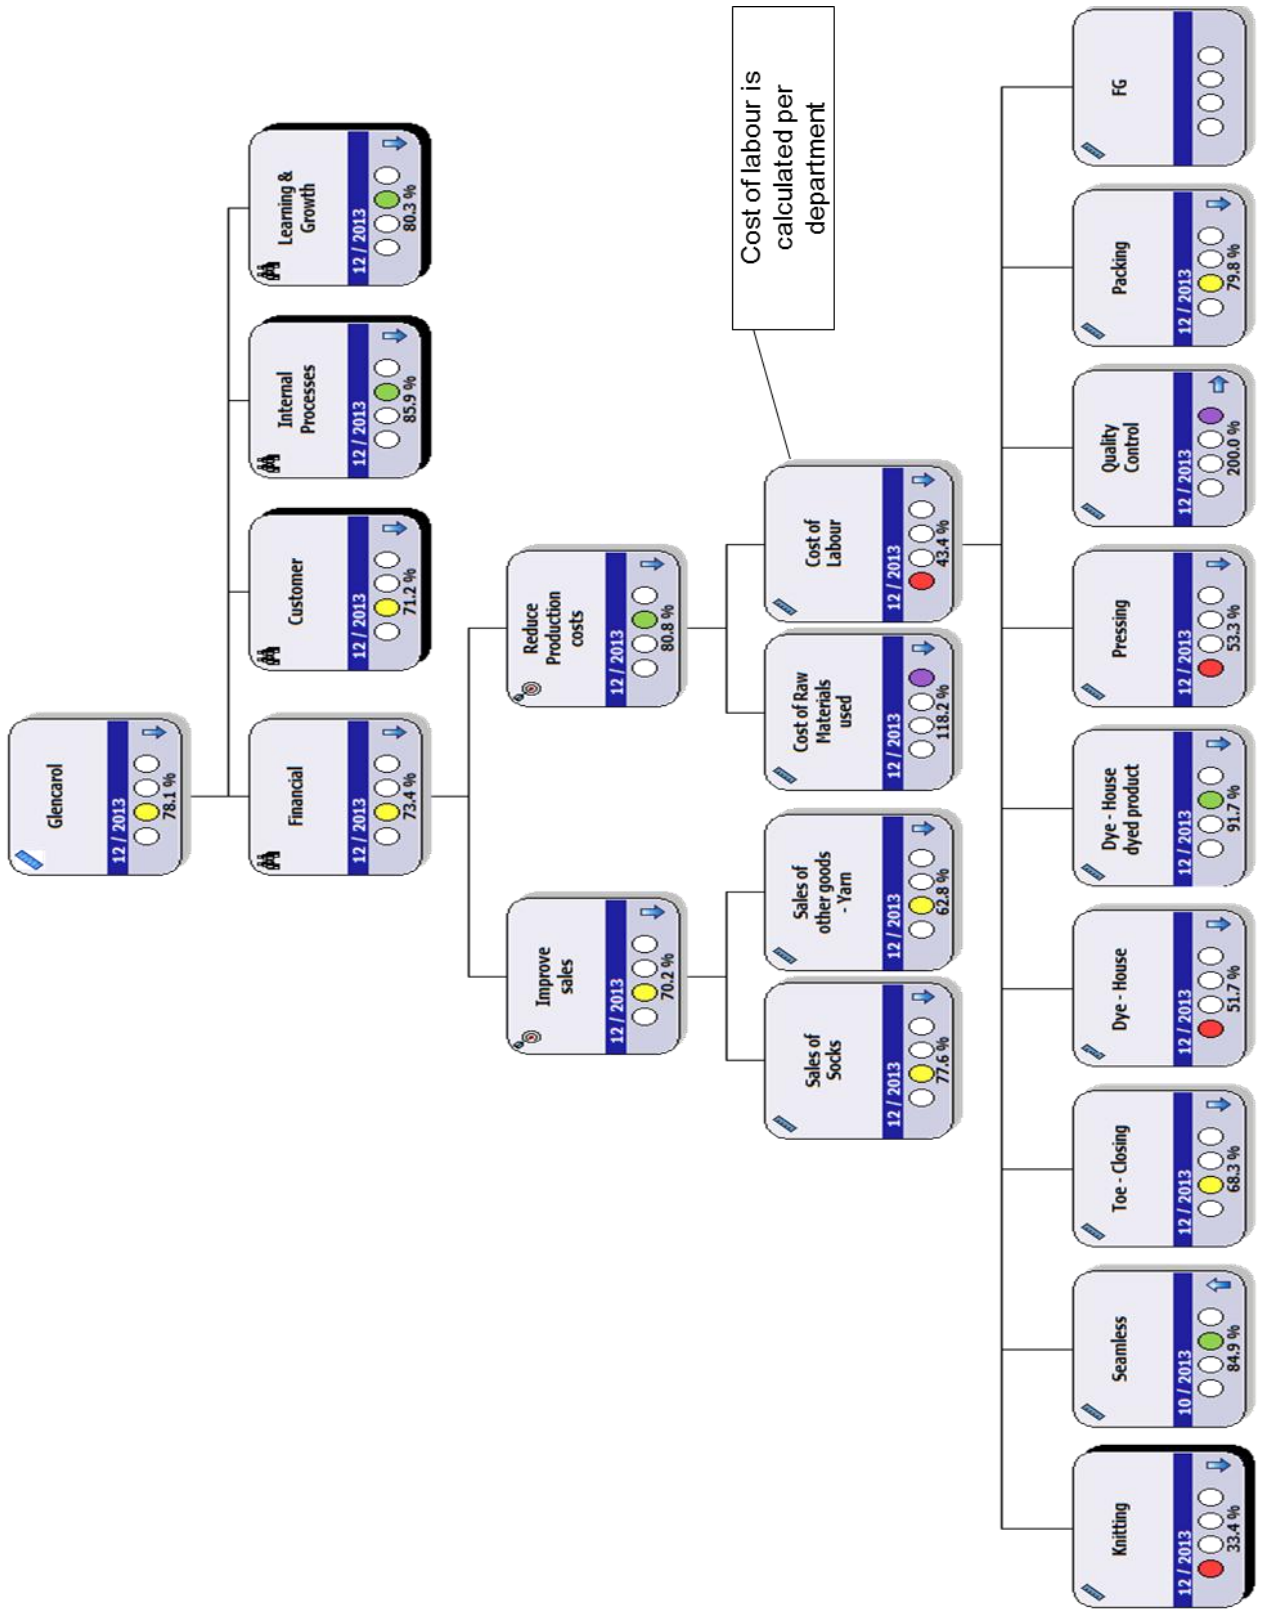 Glencarol
12 / 2013
78.1 %
Financial
12 / 2013
73.4 %
Customer
12 / 2013
71.2 %
Internal
Processes
12 / 2013
85.9 %
Learning &
Growth
12 / 2013
80.3 %
Improve
sales
12 / 2013
70.2 %
Reduce
Production
costs
12 / 2013
80.8 %
Sales of
Socks
12 / 2013
77.6 %
Sales of
other goods
- Yarn
12 / 2013
62.8 %
Cost of Raw
Materials
used
12 / 2013
118.2 %
Cost of
Labour
12 / 2013
43.4 %
Cost of labour is
calculated per
department
Knitting
12 / 2013
33.4 %
Seamless
10 / 2013
84.9 %
Toe - Closing
12 / 2013
68.3 %
Dye - House
12 / 2013
51.7 %
Dye - House
dyed product
12 / 2013
91.7 %
Pressing
12 / 2013
53.3 %
Quality
Control
12 / 2013
200.0 %
Packing
12 / 2013
79.8 %
FG